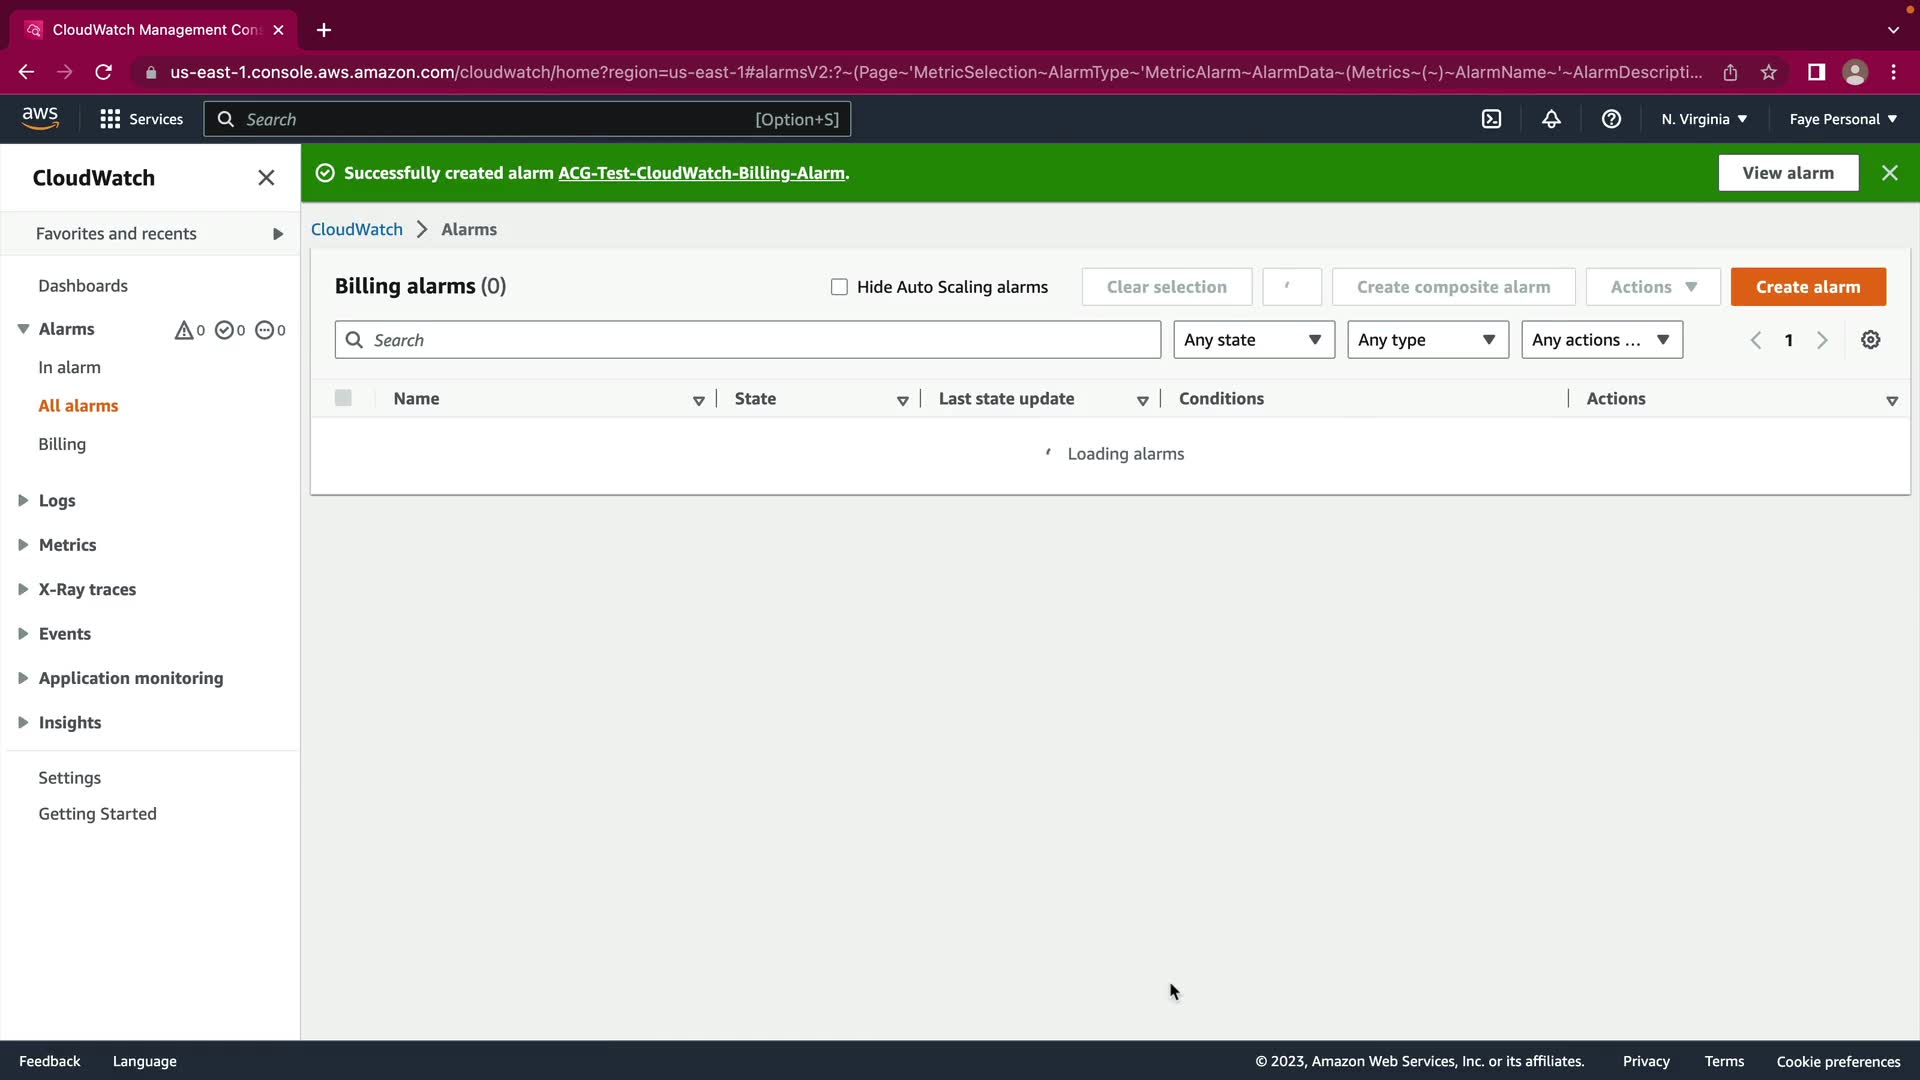 CloudWatch Management Con
us-east-1.console.aws.amazon.com/cloudwatch/home?region=us-east-1#alarmsV2:?~(Page~'MetricSelection~AlarmType~'MetricAlarm~AlarmData~(Metrics~(~)~AlarmName~'~AlarmDescripti...
aws Services Search [Option+S] N. Virginia Faye Personal
CloudWatch
Successfully created alarm ACG-Test-CloudWatch-Billing-Alarm. View alarm
Favorites and recents
CloudWatch Alarms
Dashboards
Alarms 0 0 0
In alarm
All alarms
Billing
Logs
Metrics
X-Ray traces
Events
Application monitoring
Insights
Settings
Getting Started
Billing alarms (0) Hide Auto Scaling alarms Clear selection Create composite alarm Actions Create alarm
Search Any state Any type Any actions ... 1
Name State Last state update Conditions Actions
Loading alarms
Feedback Language © 2023, Amazon Web Services, Inc. or its affiliates. Privacy Terms Cookie preferences